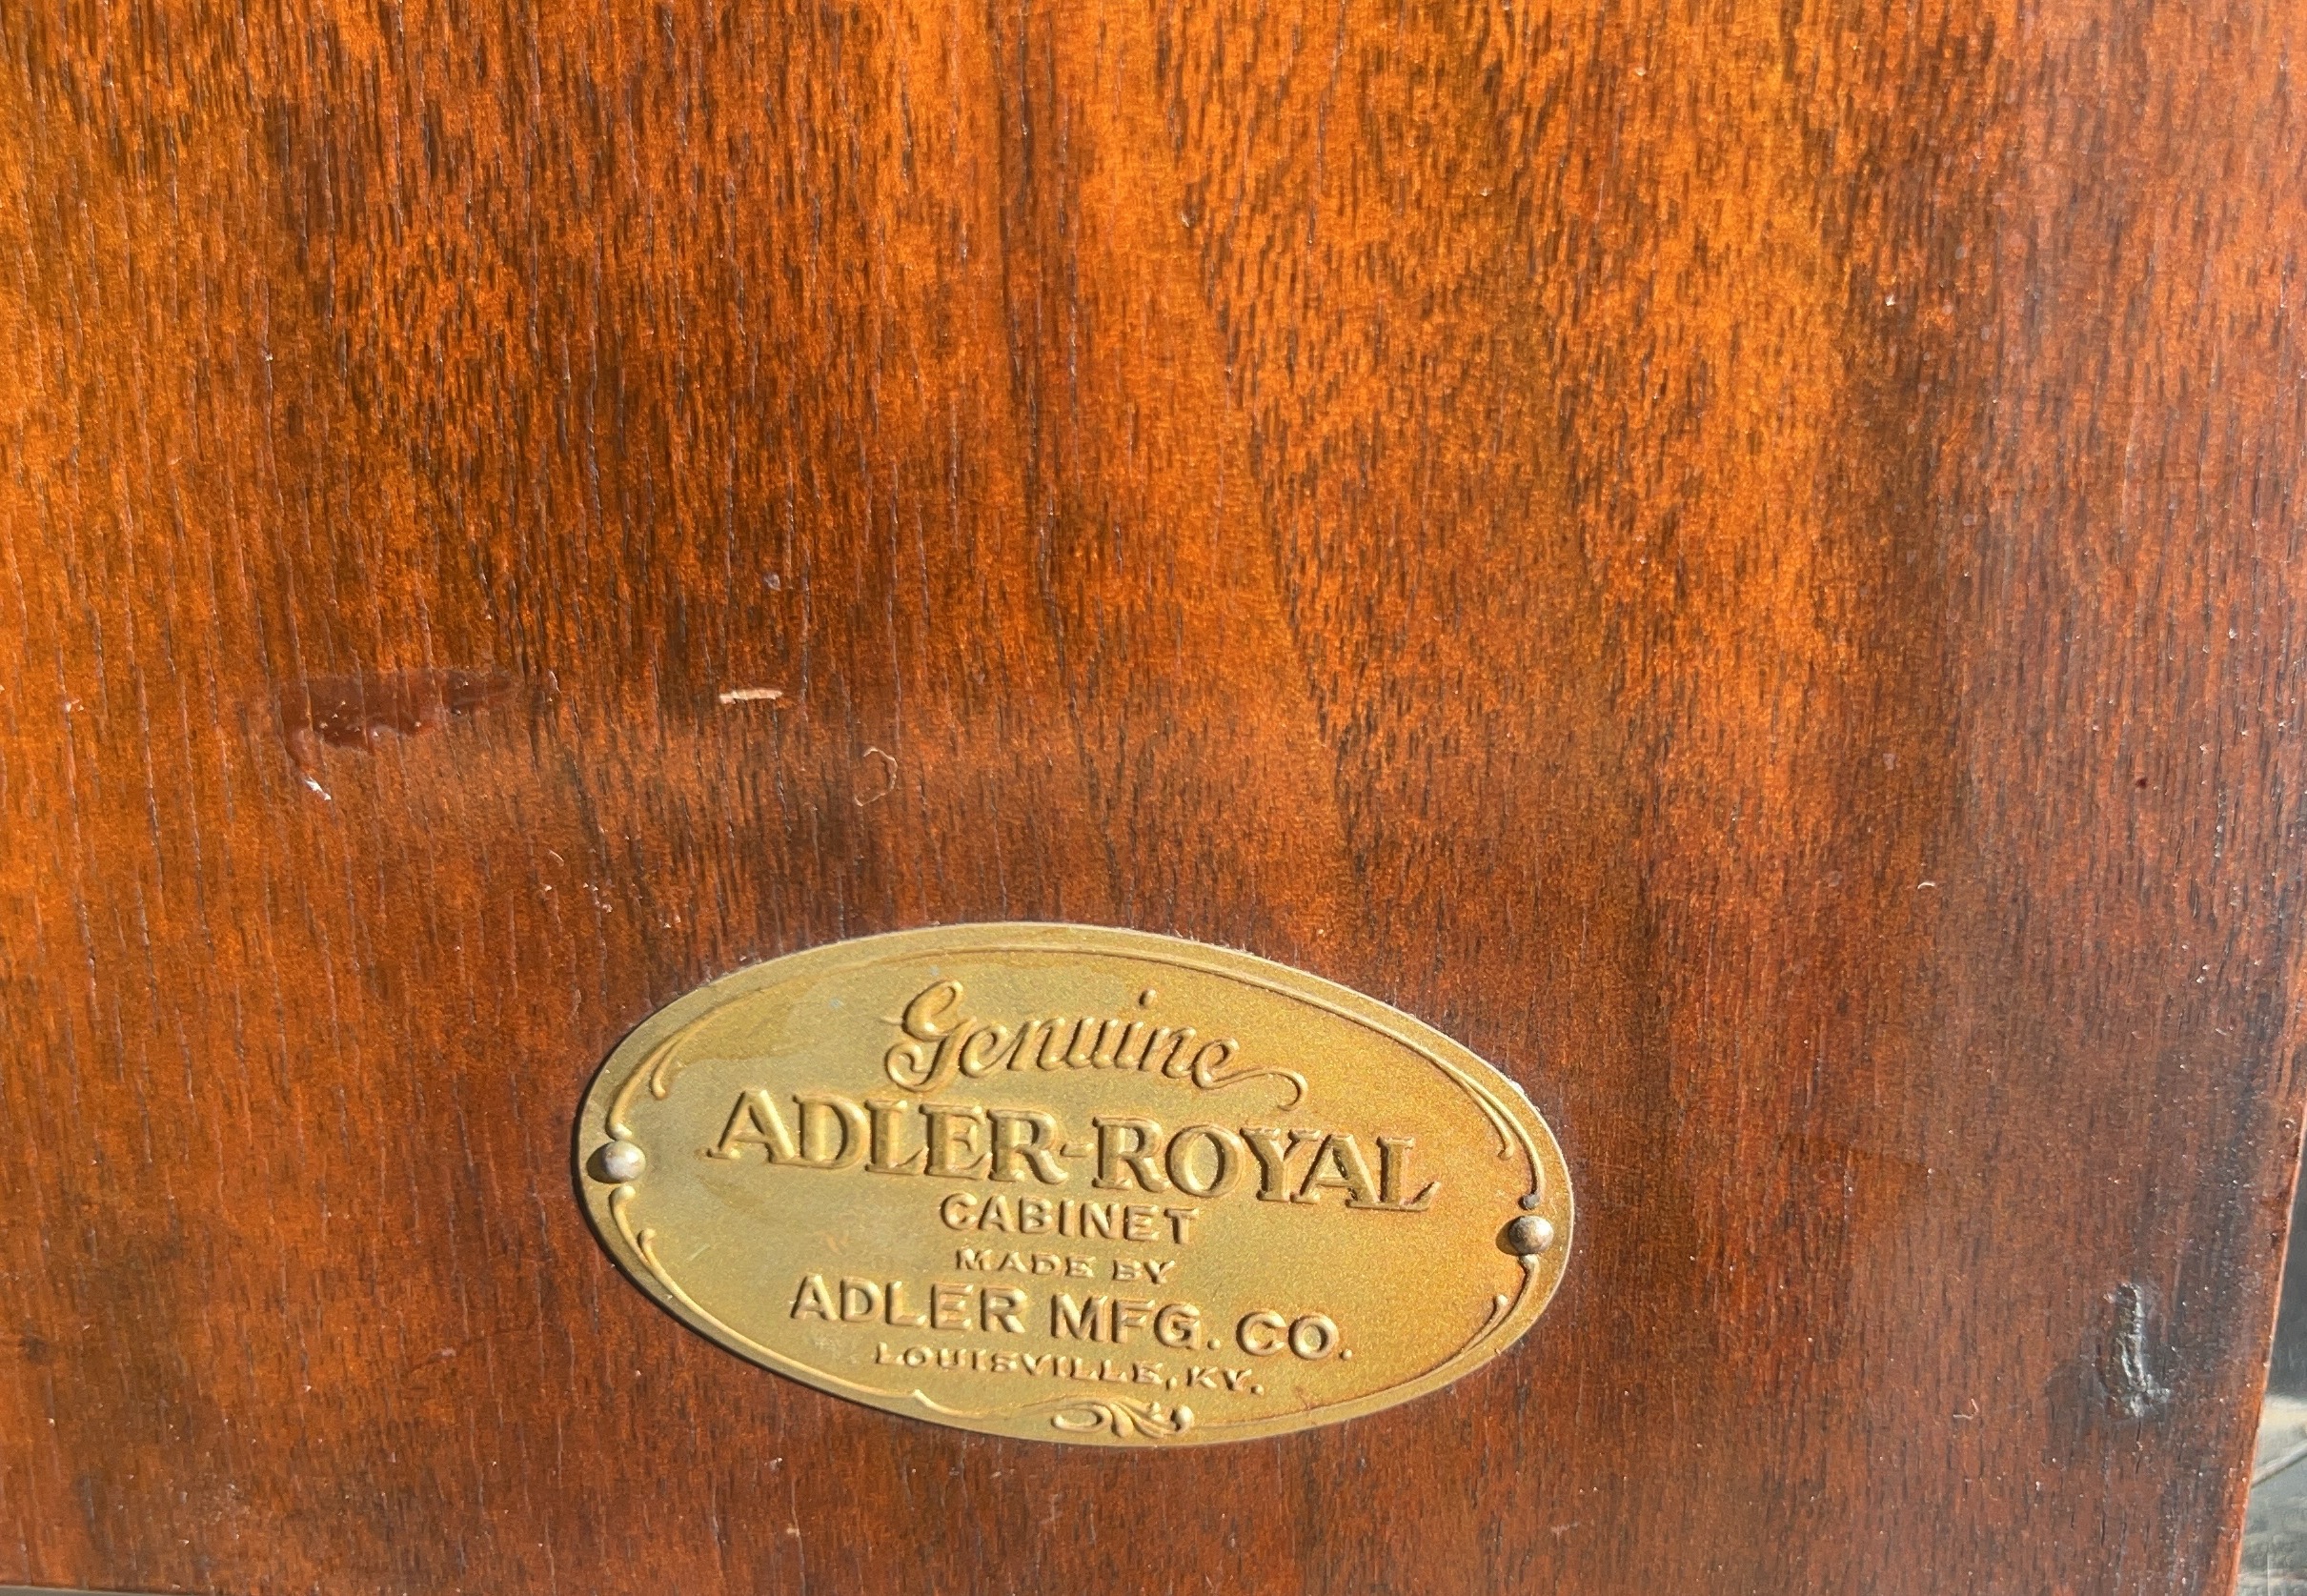 Genuine
ADLER-ROYAL
CABINET
MADE BY
ADLER MFG. CO.
LOUISVILLE, KY.